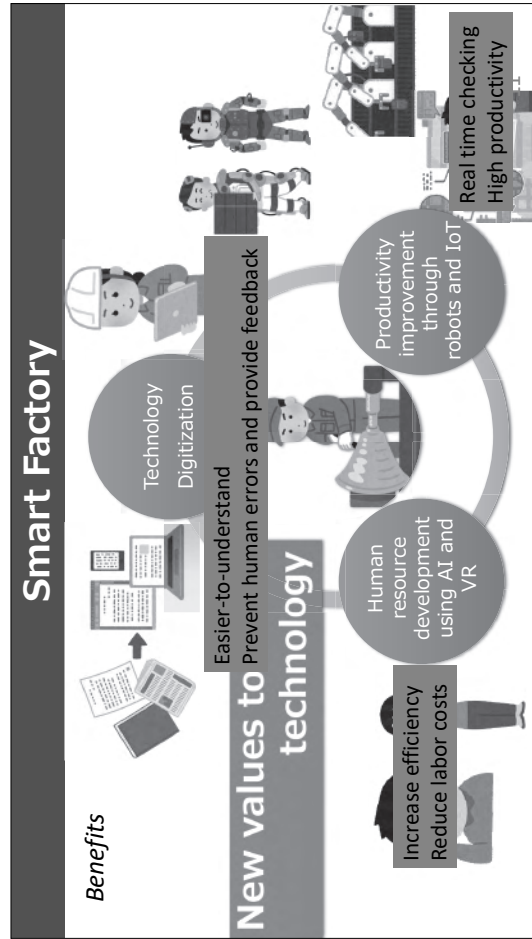 Smart Factory
Benefits
Technology
Digitization
Easier-to-understand
Prevent human errors and provide feedback
New values to
technology
Human
resource
development
using AI and
VR
Increase efficiency
Reduce labor costs
Productivity
improvement
through
robots and IoT
Real time checking
High productivity